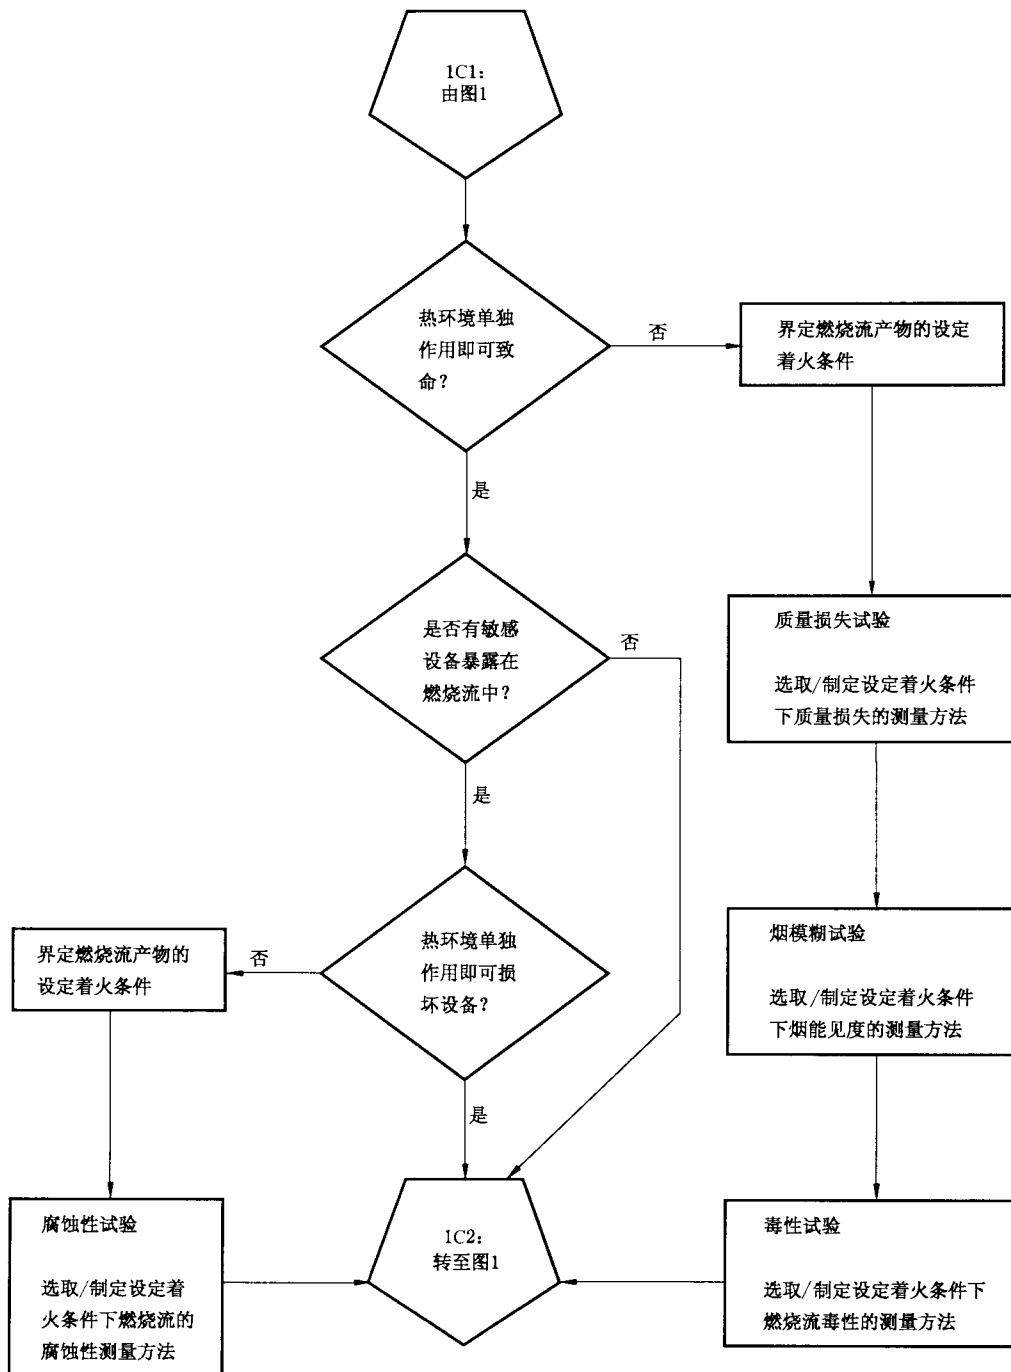 1C1:
由图1
热环境单独
作用即可致
命？
否
界定燃烧流产物的设定
着火条件
是
质量损失试验
选取/制定设定着火条件
下质量损失的测量方法
是否有敏感
设备暴露在
燃烧流中？
否
是
烟模糊试验
选取/制定设定着火条件
下烟能见度的测量方法
热环境单独
作用即可损
坏设备？
否
界定燃烧流产物的
设定着火条件
是
腐蚀性试验
选取/制定设定着
火条件下燃烧流的
腐蚀性测量方法
1C2:
转至图1
毒性试验
选取/制定设定着火条件下
燃烧流毒性的测量方法